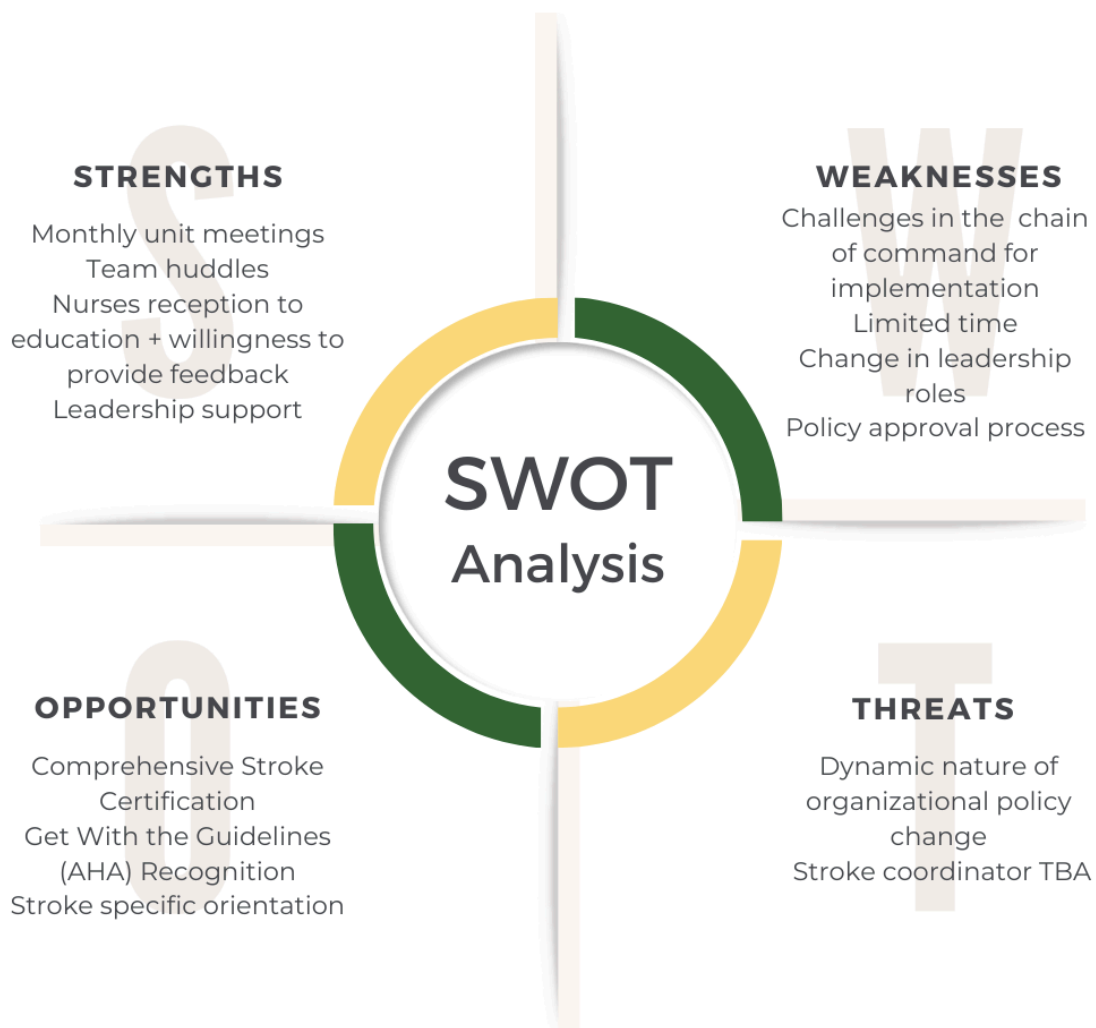 S
STRENGTHS
Monthly unit meetings
Team huddles
Nurses reception to
education + willingness to
provide feedback
Leadership support
W
WEAKNESSES
Challenges in the chain
of command for
implementation
Limited time
Change in leadership
roles
Policy approval process
SWOT
Analysis
O
OPPORTUNITIES
Comprehensive Stroke
Certification
Get With the Guidelines
(AHA) Recognition
Stroke specific orientation
T
THREATS
Dynamic nature of
organizational policy
change
Stroke coordinator TBA